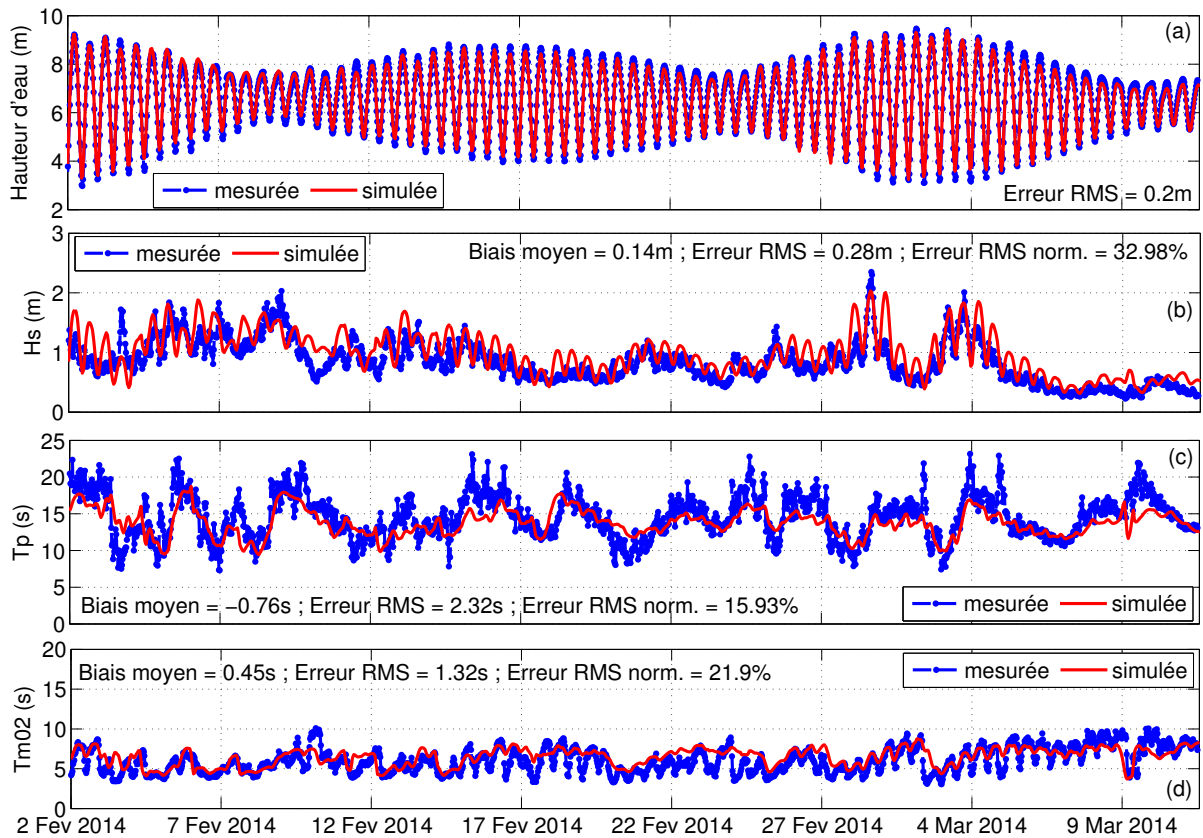 10
8
6
4
2
Hauteur d'eau (m)
(a)
mesurée
simulée
Erreur RMS = 0.2m
3
2
1
0
Hs (m)
mesurée
simulée
Biais moyen = 0.14m ; Erreur RMS = 0.28m ; Erreur RMS norm. = 32.98%
(b)
25
20
15
10
5
0
Tp (s)
(c)
Biais moyen = −0.76s ; Erreur RMS = 2.32s ; Erreur RMS norm. = 15.93%
mesurée
simulée
20
15
10
5
0
Tm02 (s)
Biais moyen = 0.45s ; Erreur RMS = 1.32s ; Erreur RMS norm. = 21.9%
mesurée
simulée
(d)
2 Fev 2014
7 Fev 2014
12 Fev 2014
17 Fev 2014
22 Fev 2014
27 Fev 2014
4 Mar 2014
9 Mar 2014